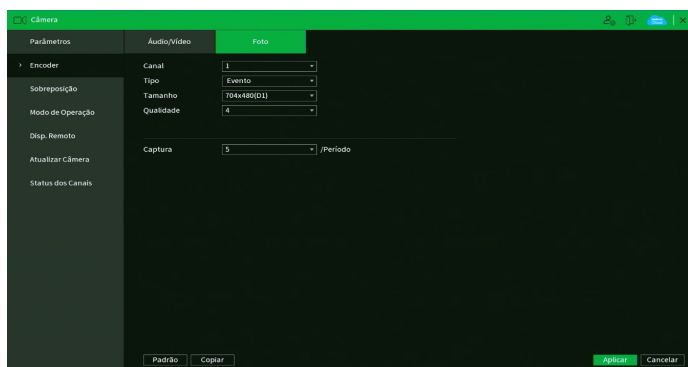 Câmera
Parâmetros
Áudio/Vídeo
Foto
Encoder
Canal
1
Tipo
Evento
Sobreposição
Tamanho
704x480(D1)
Modo de Operação
Qualidade
4
Disp. Remoto
Captura
5
/Período
Atualizar Câmera
Status dos Canais
Padrão
Copiar
Aplicar
Cancelar